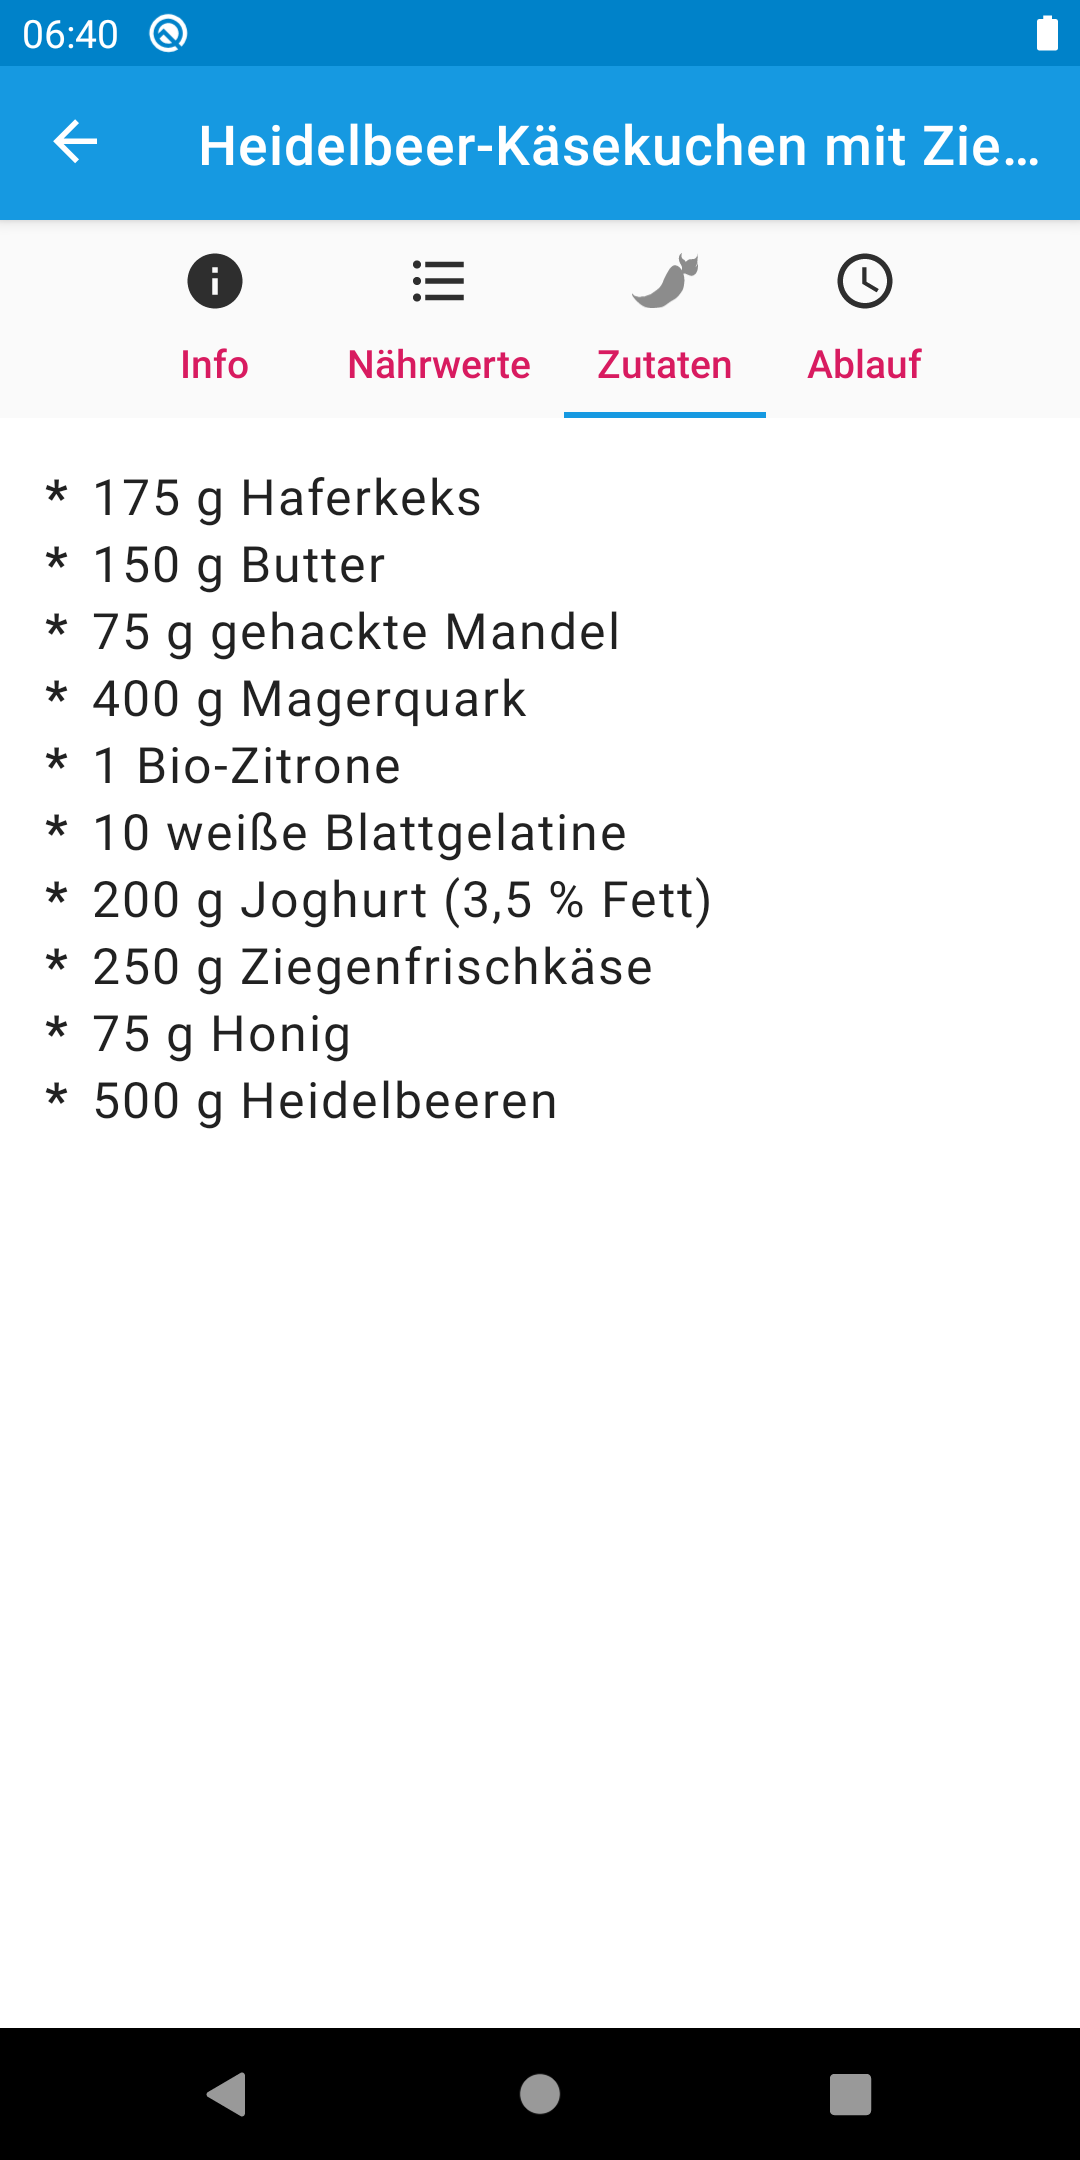 06:40
Heidelbeer-Käsekuchen mit Zie…
Info Nährwerte Zutaten Ablauf
* 175 g Haferkeks
* 150 g Butter
* 75 g gehackte Mandel
* 400 g Magerquark
* 1 Bio-Zitrone
* 10 weiße Blattgelatine
* 200 g Joghurt (3,5 % Fett)
* 250 g Ziegenfrischkäse
* 75 g Honig
* 500 g Heidelbeeren